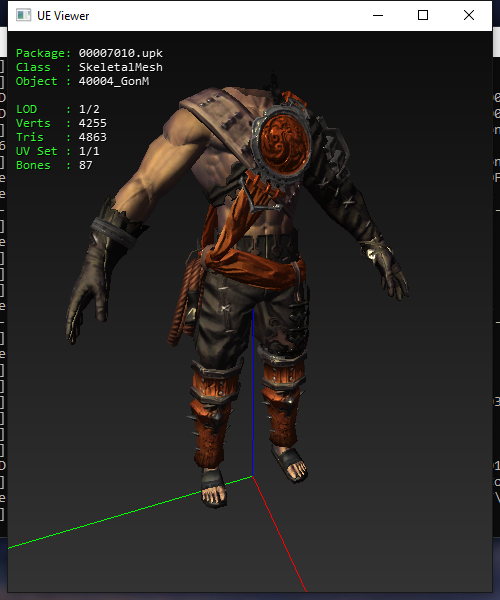 UE Viewer
Package: 00007010.upk
Class : SkeletalMesh
Object : 40004_GonM
LOD : 1/2
Verts : 4255
Tris : 4863
UV Set : 1/1
Bones : 87